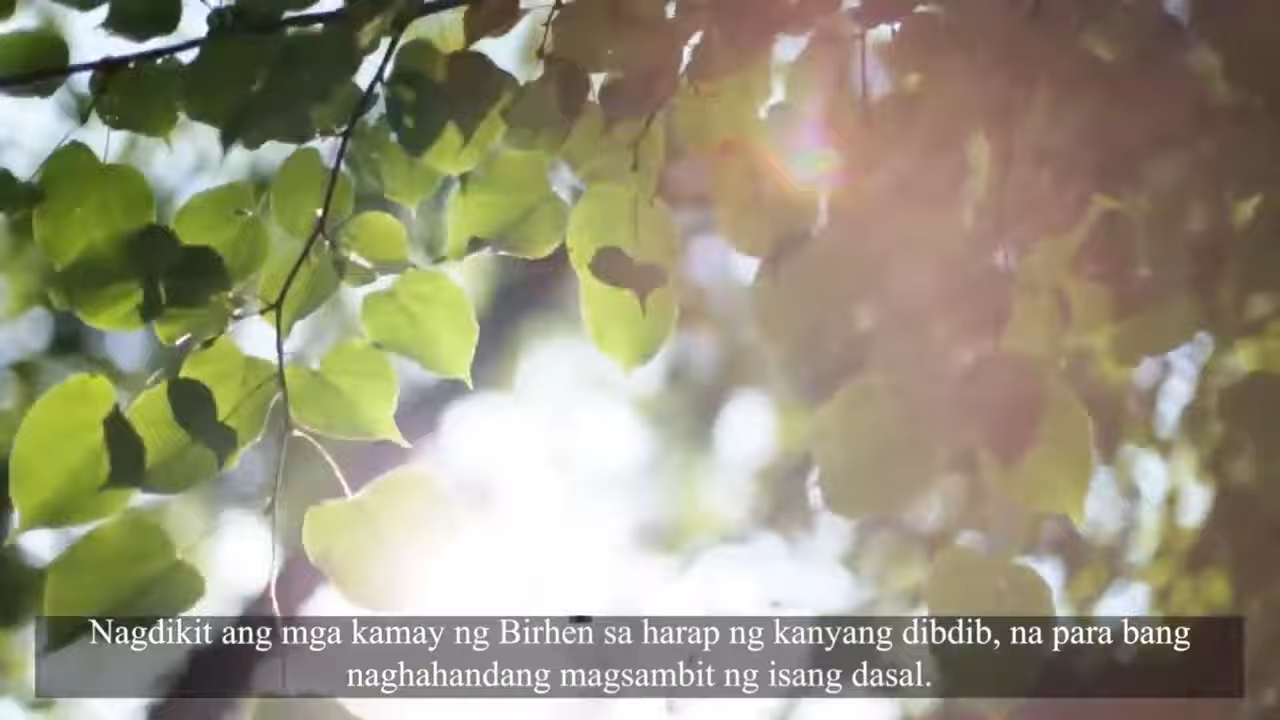 Nagdikit ang mga kamay ng Birhen sa harap ng kanyang dibdib, na para bang
naghahandang magsambit ng isang dasal.